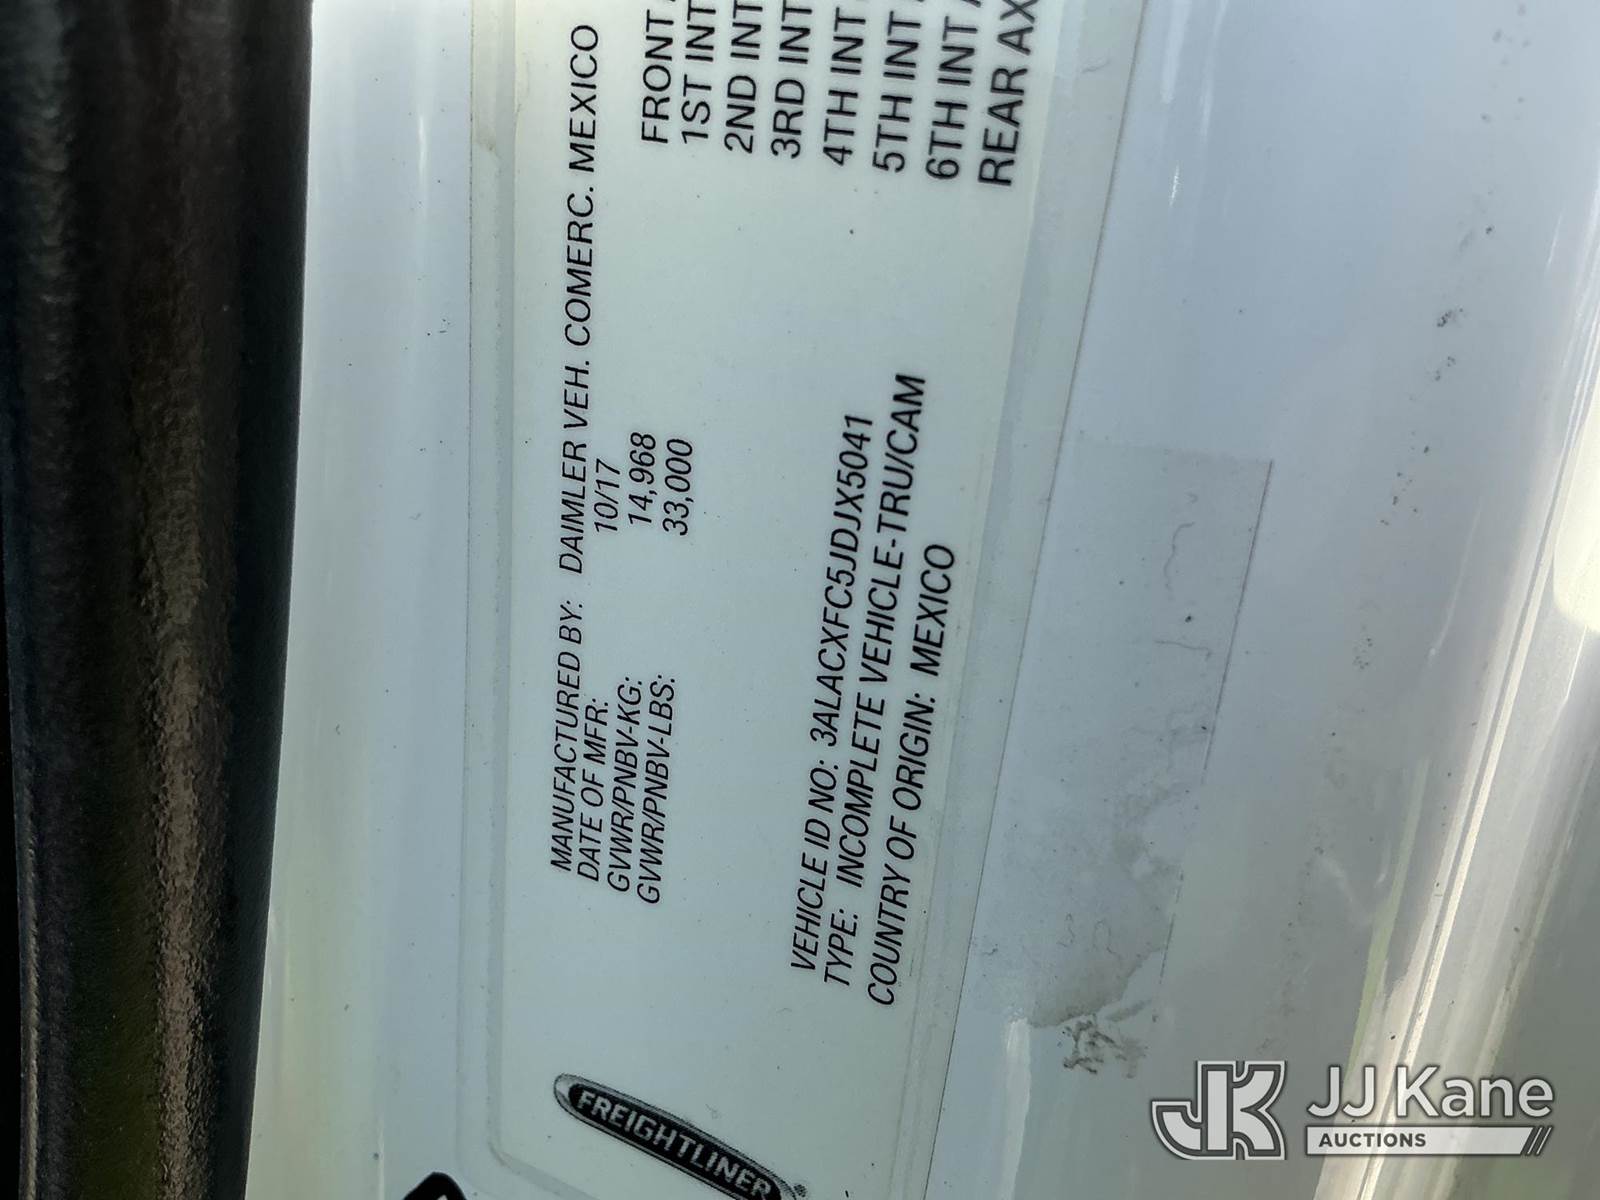 MANUFACTURED BY: DAIMLER VEH. COMERC. MEXICO
DATE OF MFR: 10/17
GVWR/PNBV-KG: 14,968
GVWR/PNBV-LBS: 33,000
FRONT
1ST INT
2ND INT
3RD INT
4TH INT
5TH INT
6TH INT
REAR AX
VEHICLE ID NO: 3ALACXFC5JDJX5041
TYPE: INCOMPLETE VEHICLE-TRU/CAM
COUNTRY OF ORIGIN: MEXICO
FREIGHTLINER®
JK JJ Kane
AUCTIONS